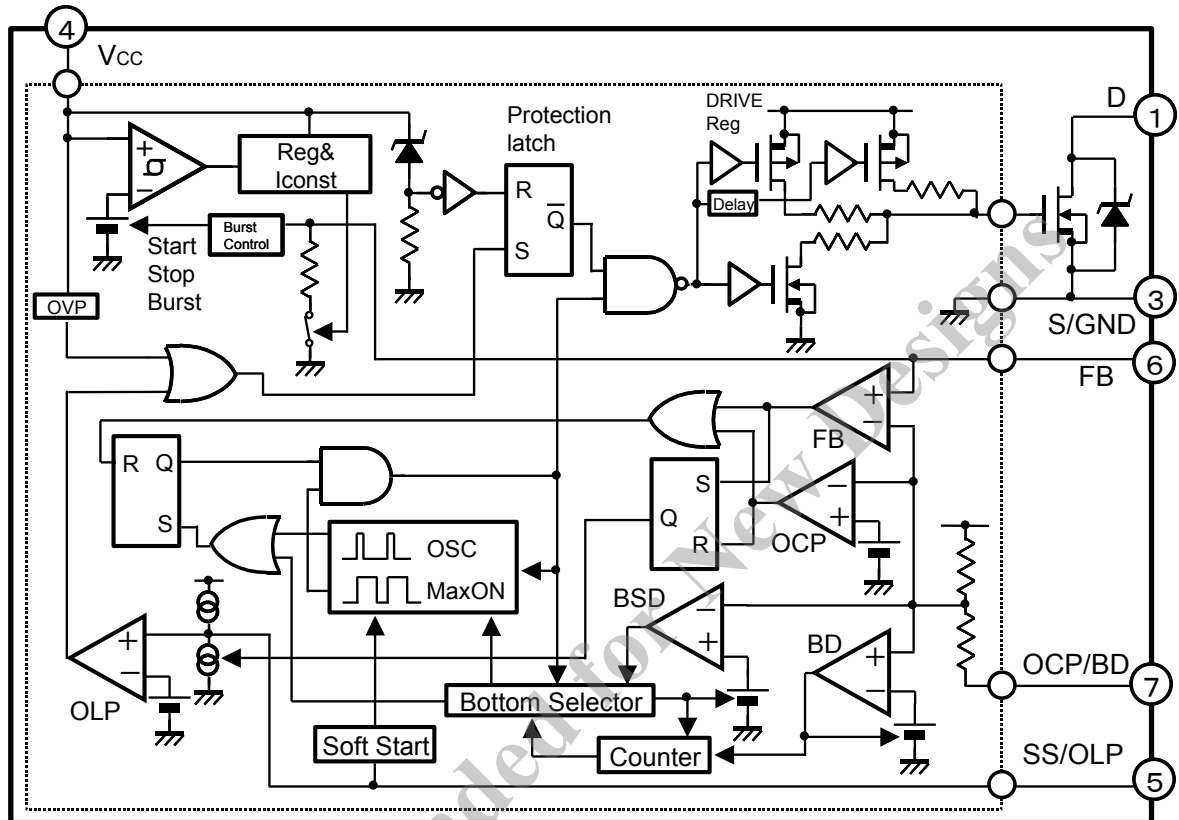 4
VCC
D
1
DRIVE
Reg
Protection
latch
+
−
Reg&
Iconst
R
Q
S
Delay
Burst
Control
Start
Stop
Burst
OVP
3
S/GND
6
FB
+
−
FB
R
Q
S
S
Q
R
−
+
OCP
OSC
MaxON
BSD
−
+
BD
+
−
+
−
OLP
OCP/BD
7
Bottom Selector
Soft Start
Counter
SS/OLP
5
nded for New Designs